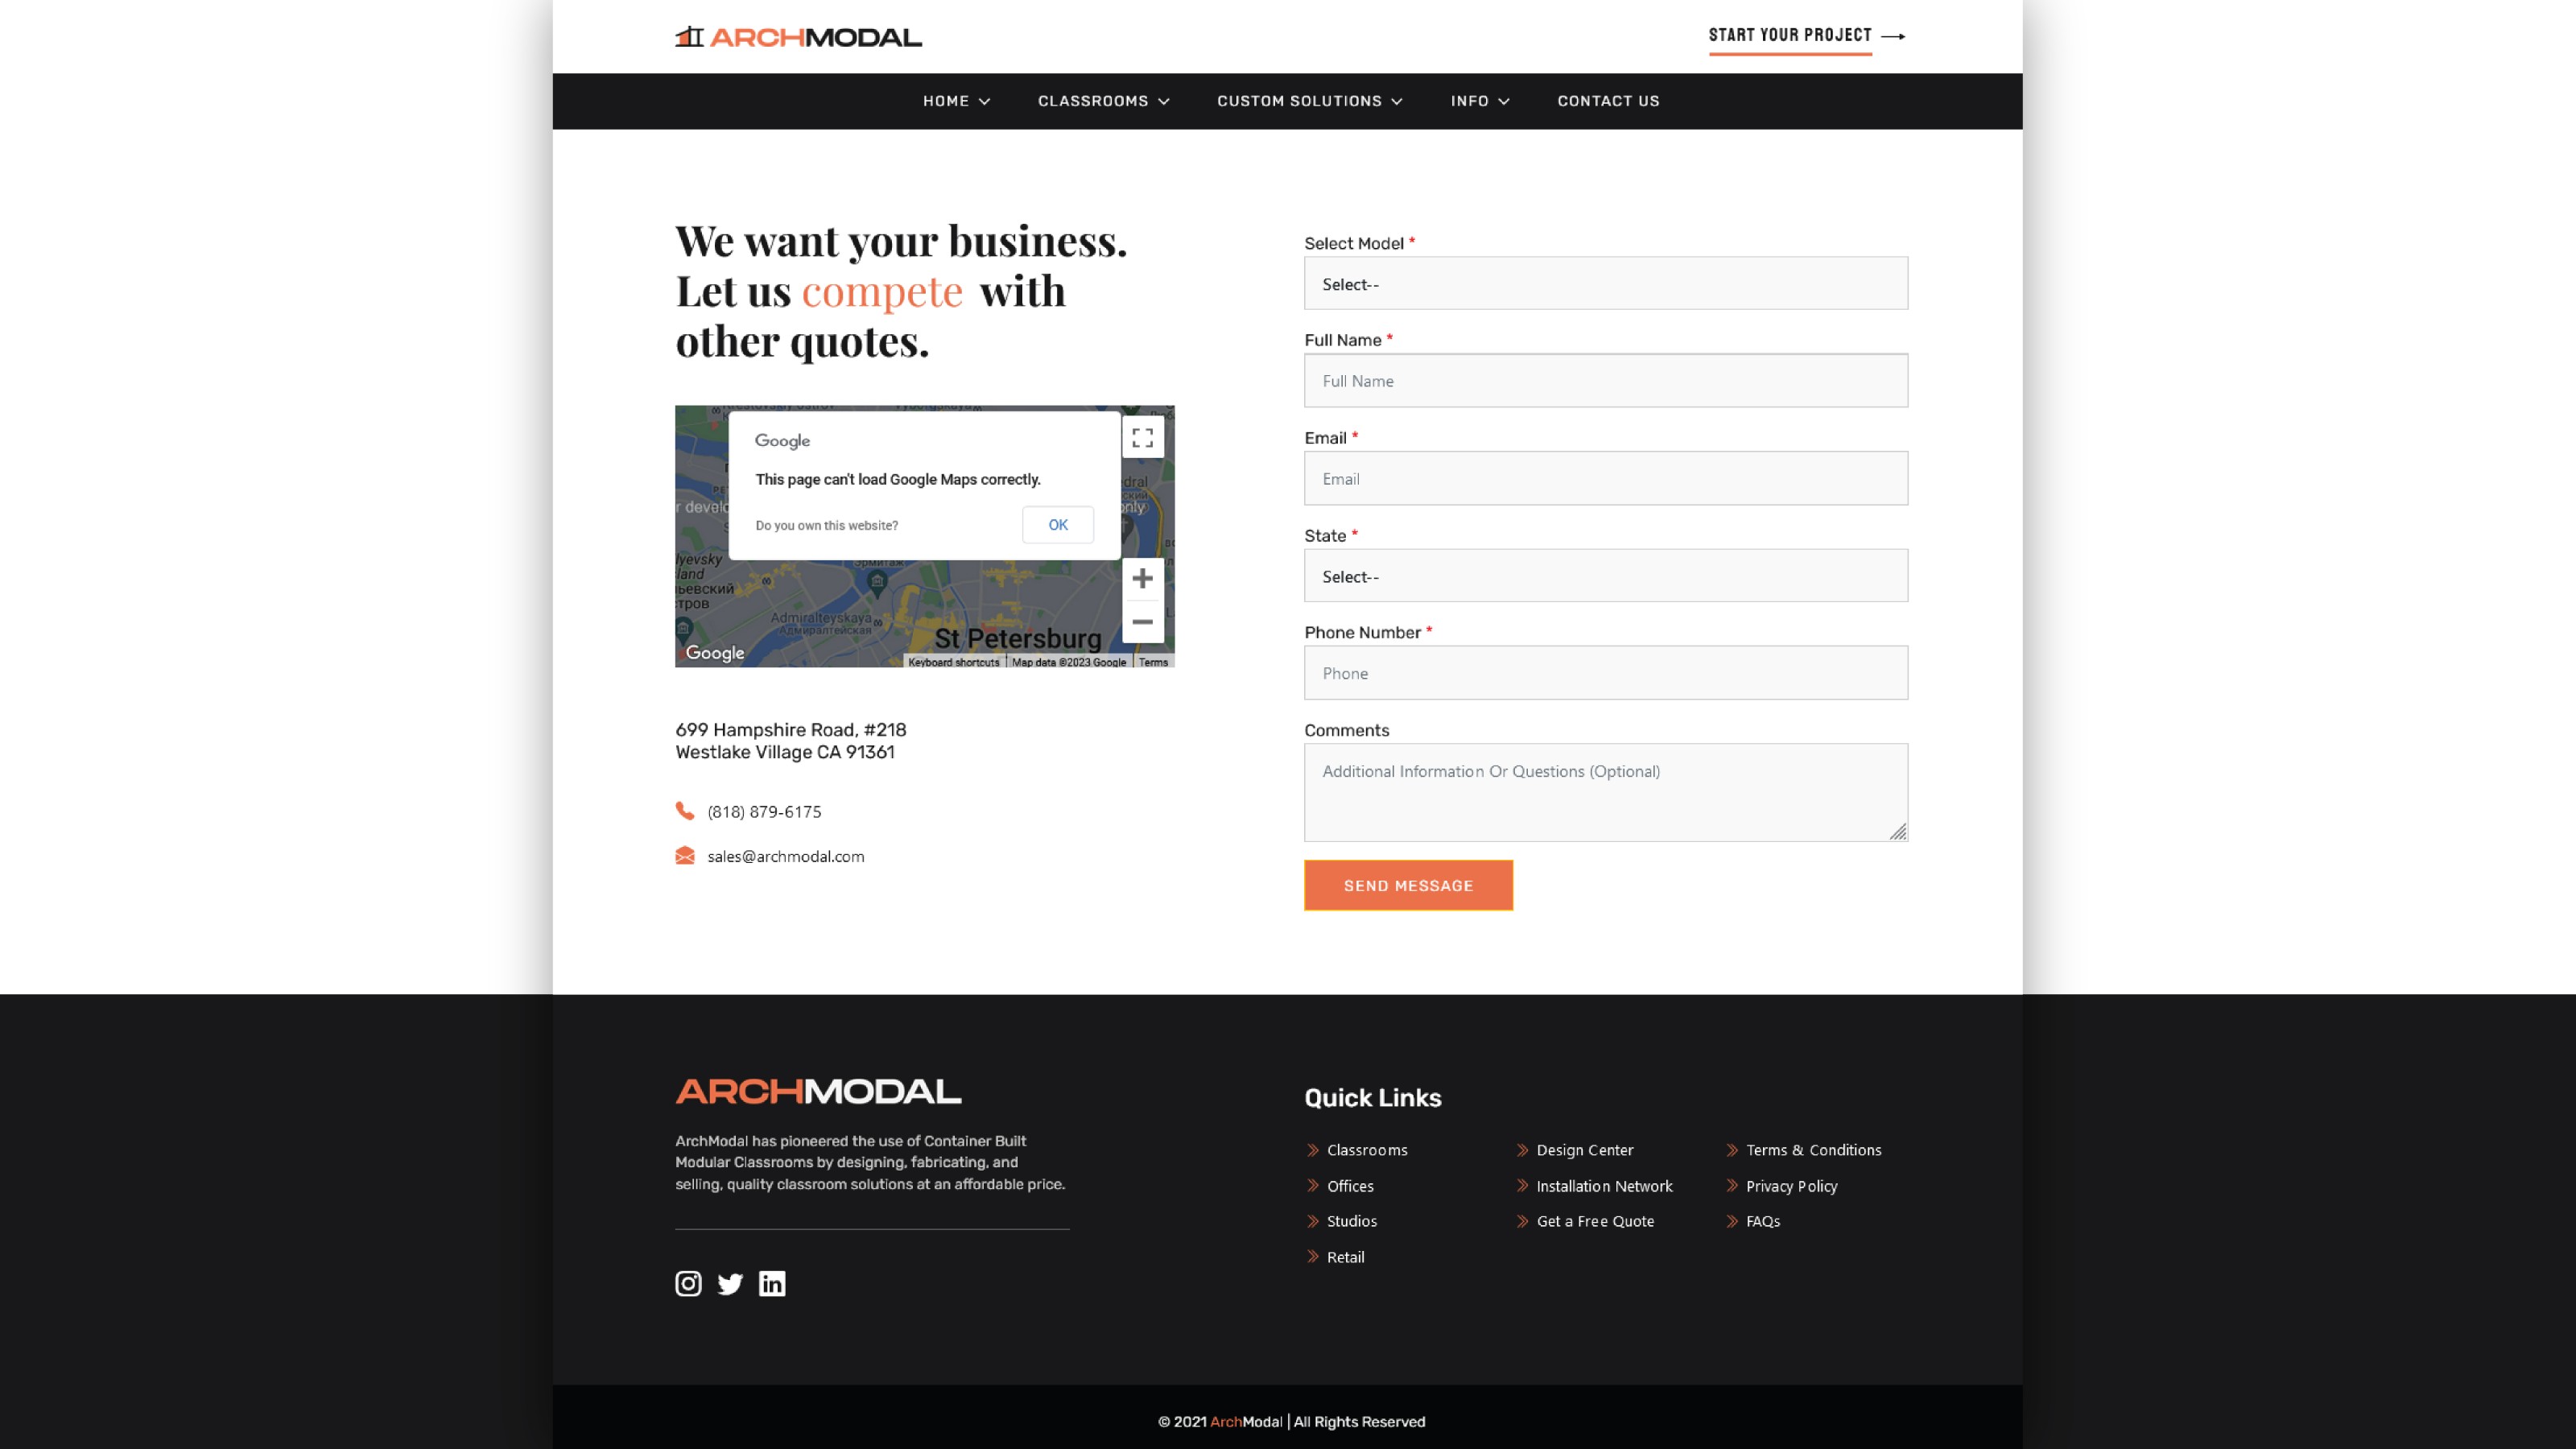 ARCHMODAL
START YOUR PROJECT
HOME
CLASSROOMS
CUSTOM SOLUTIONS
INFO
CONTACT US
We want your business.
Let us compete with
other quotes.
Google
This page can't load Google Maps correctly.
Do you own this website?
OK
Admiralteyskaya
Адмиралтейская
St Petersburg
Google
Keyboard shortcuts
Map data ©2023 Google
Terms
699 Hampshire Road, #218
Westlake Village CA 91361
(818) 879-6175
sales@archmodal.com
Select Model *
Select--
Full Name *
Full Name
Email *
Email
State *
Select--
Phone Number *
Phone
Comments
Additional Information Or Questions (Optional)
SEND MESSAGE
ARCHMODAL
ArchModal has pioneered the use of Container Built
Modular Classrooms by designing, fabricating, and
selling, quality classroom solutions at an affordable price.
Quick Links
Classrooms
Offices
Studios
Retail
Design Center
Installation Network
Get a Free Quote
Terms & Conditions
Privacy Policy
FAQs
© 2021 ArchModal | All Rights Reserved